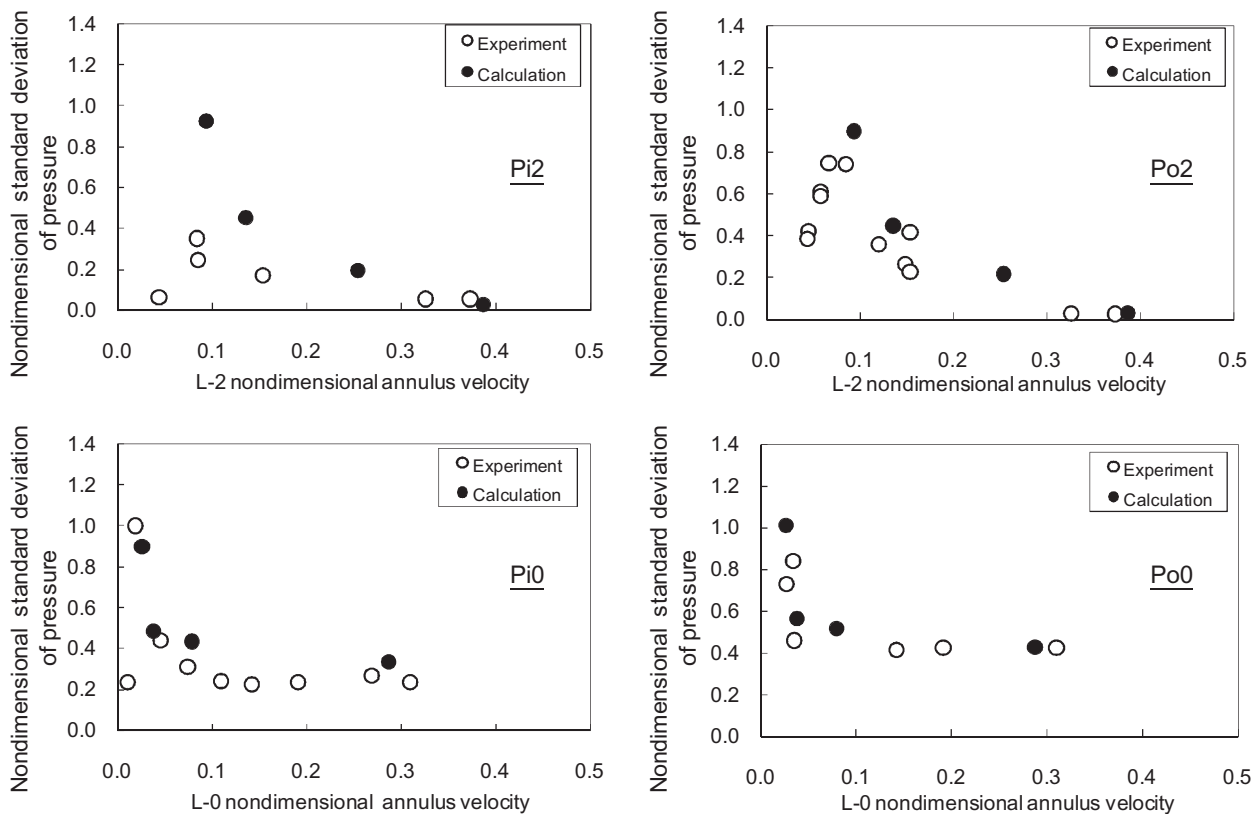 Nondimensional standard deviation
of pressure
1.4
1.2
1.0
0.8
0.6
0.4
0.2
0.0
Experiment
Calculation
Pi2
0.0 0.1 0.2 0.3 0.4 0.5
L-2 nondimensional annulus velocity
Nondimensional standard deviation
of pressure
1.4
1.2
1.0
0.8
0.6
0.4
0.2
0.0
Experiment
Calculation
Po2
0.0 0.1 0.2 0.3 0.4 0.5
L-2 nondimensional annulus velocity
Nondimensional standard deviation
of pressure
1.4
1.2
1.0
0.8
0.6
0.4
0.2
0.0
Experiment
Calculation
Pi0
0.0 0.1 0.2 0.3 0.4 0.5
L-0 nondimensional annulus velocity
Nondimensional standard deviation
of pressure
1.4
1.2
1.0
0.8
0.6
0.4
0.2
0.0
Experiment
Calculation
Po0
0.0 0.1 0.2 0.3 0.4 0.5
L-0 nondimensional annulus velocity